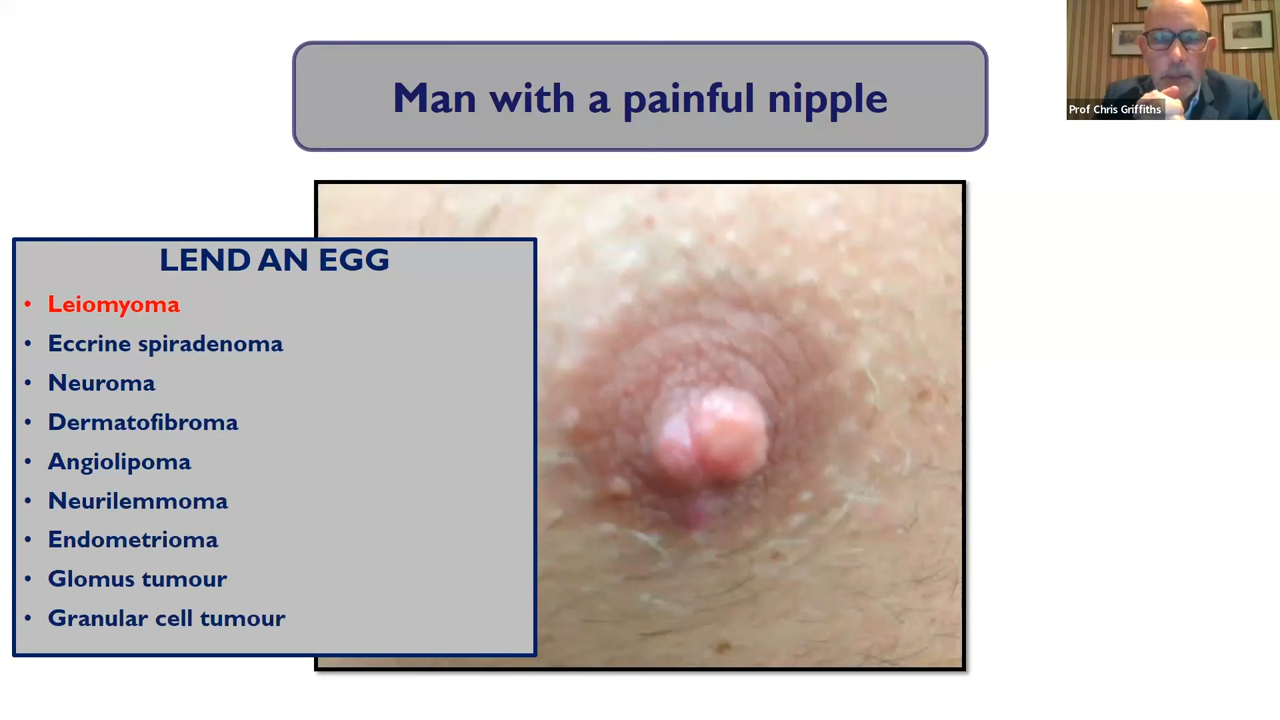 Man with a painful nipple
Prof Chris Griffiths
LEND AN EGG
• Leiomyoma
• Eccrine spiradenoma
• Neuroma
• Dermatofibroma
• Angiolipoma
• Neurilemmoma
• Endometrioma
• Glomus tumour
• Granular cell tumour